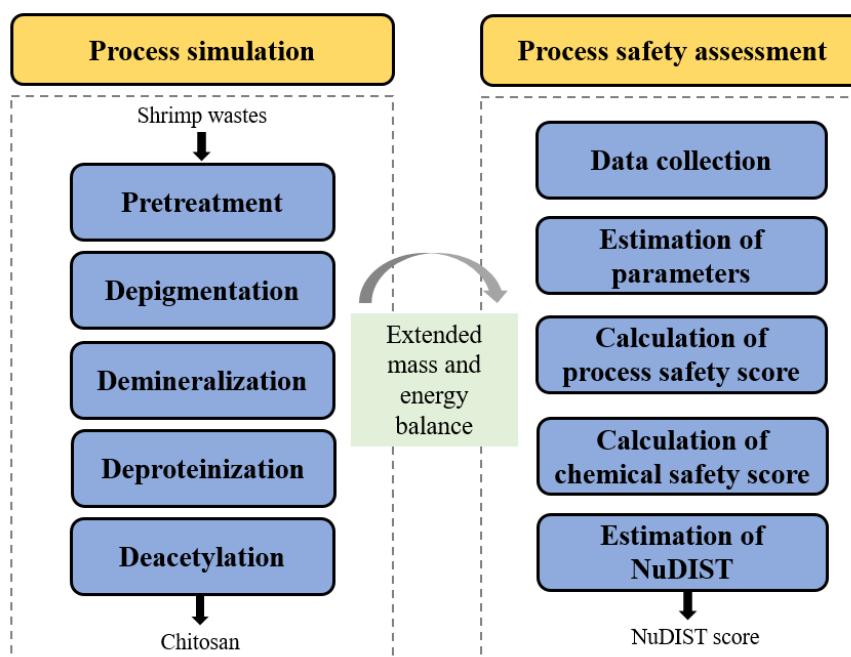 Process simulation
Shrimp wastes
Pretreatment
Depigmentation
Demineralization
Deproteinization
Deacetylation
Chitosan
Extended
mass and
energy
balance
Process safety assessment
Data collection
Estimation of
parameters
Calculation of
process safety score
Calculation of
chemical safety score
Estimation of
NuDIST
NuDIST score